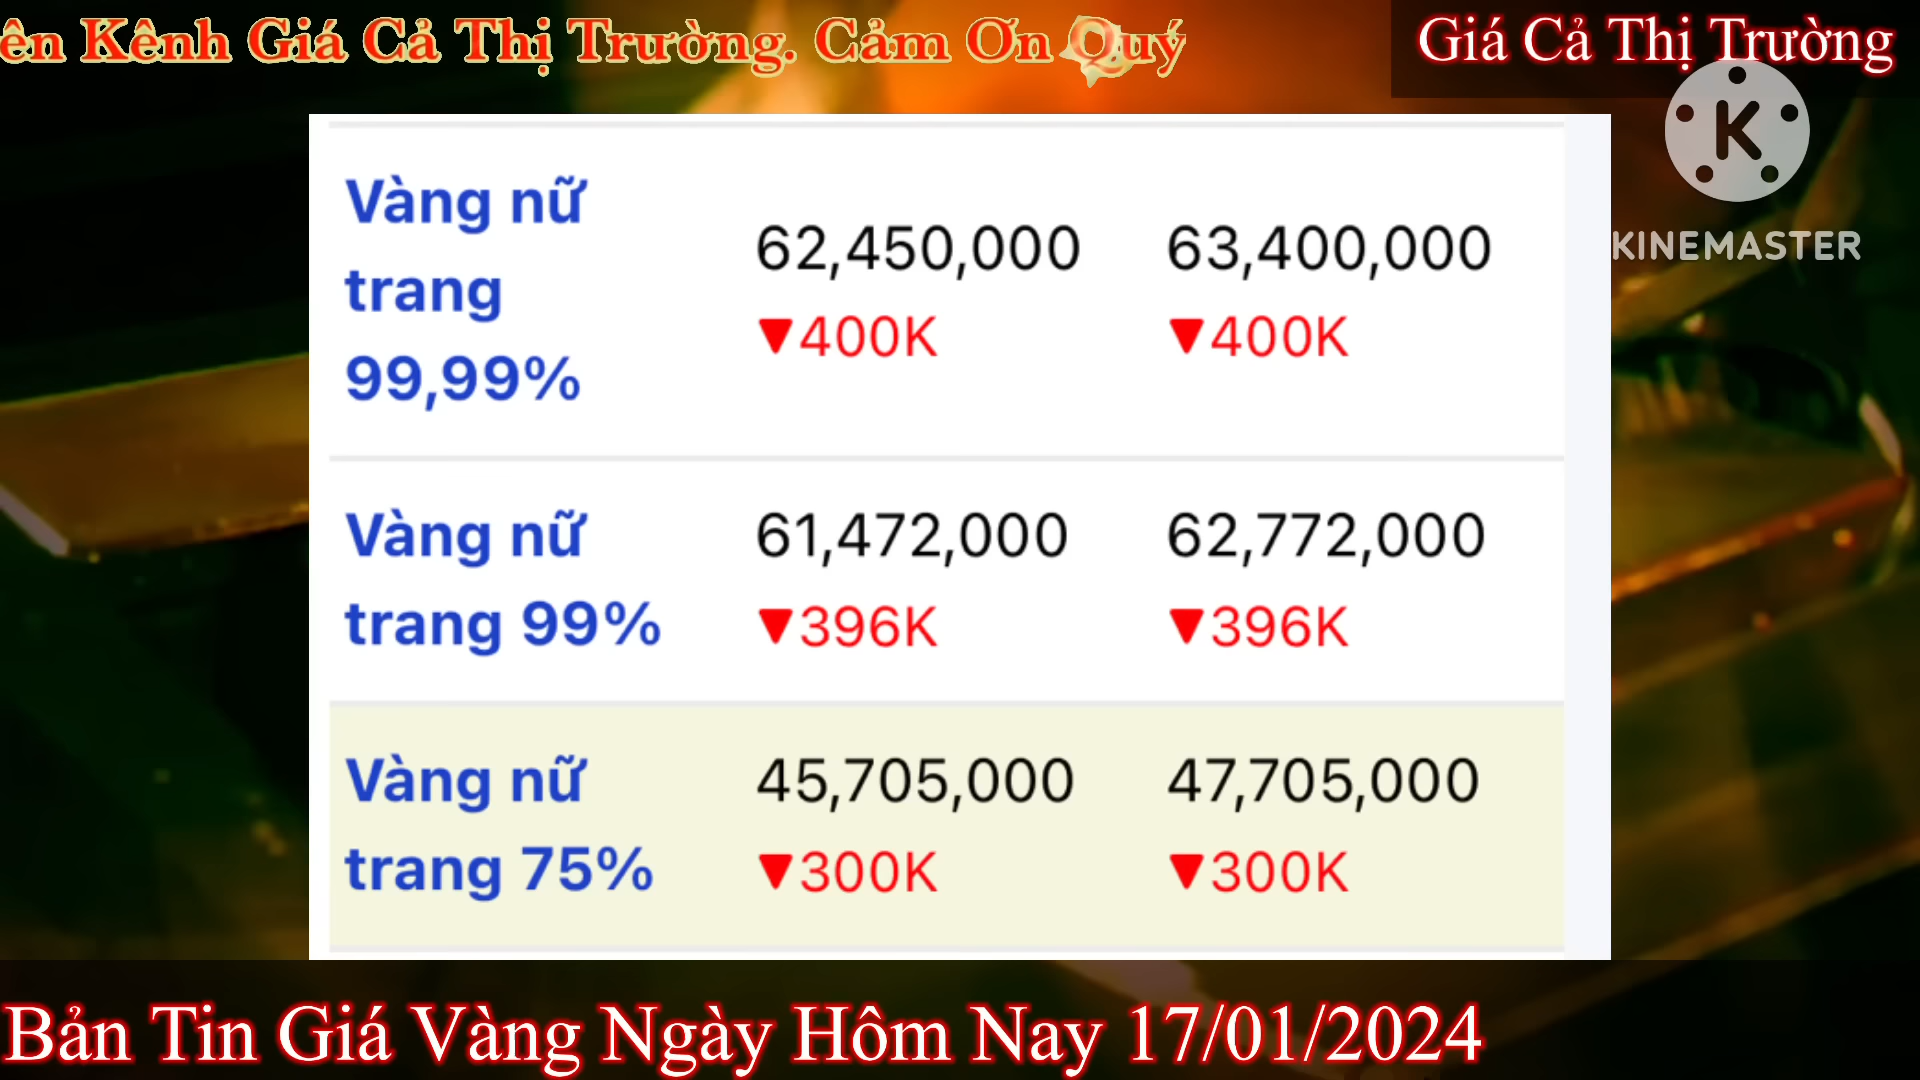 ên Kênh Giá Cả Thị Trường. Cảm Ơn Quý
Giá Cả Thị Trường
K
KINEMASTER
Vàng nữ
trang
99,99%
62,450,000
63,400,000
▼400K
▼400K
Vàng nữ
trang 99%
61,472,000
62,772,000
▼396K
▼396K
Vàng nữ
trang 75%
45,705,000
47,705,000
▼300K
▼300K
Bản Tin Giá Vàng Ngày Hôm Nay 17/01/2024